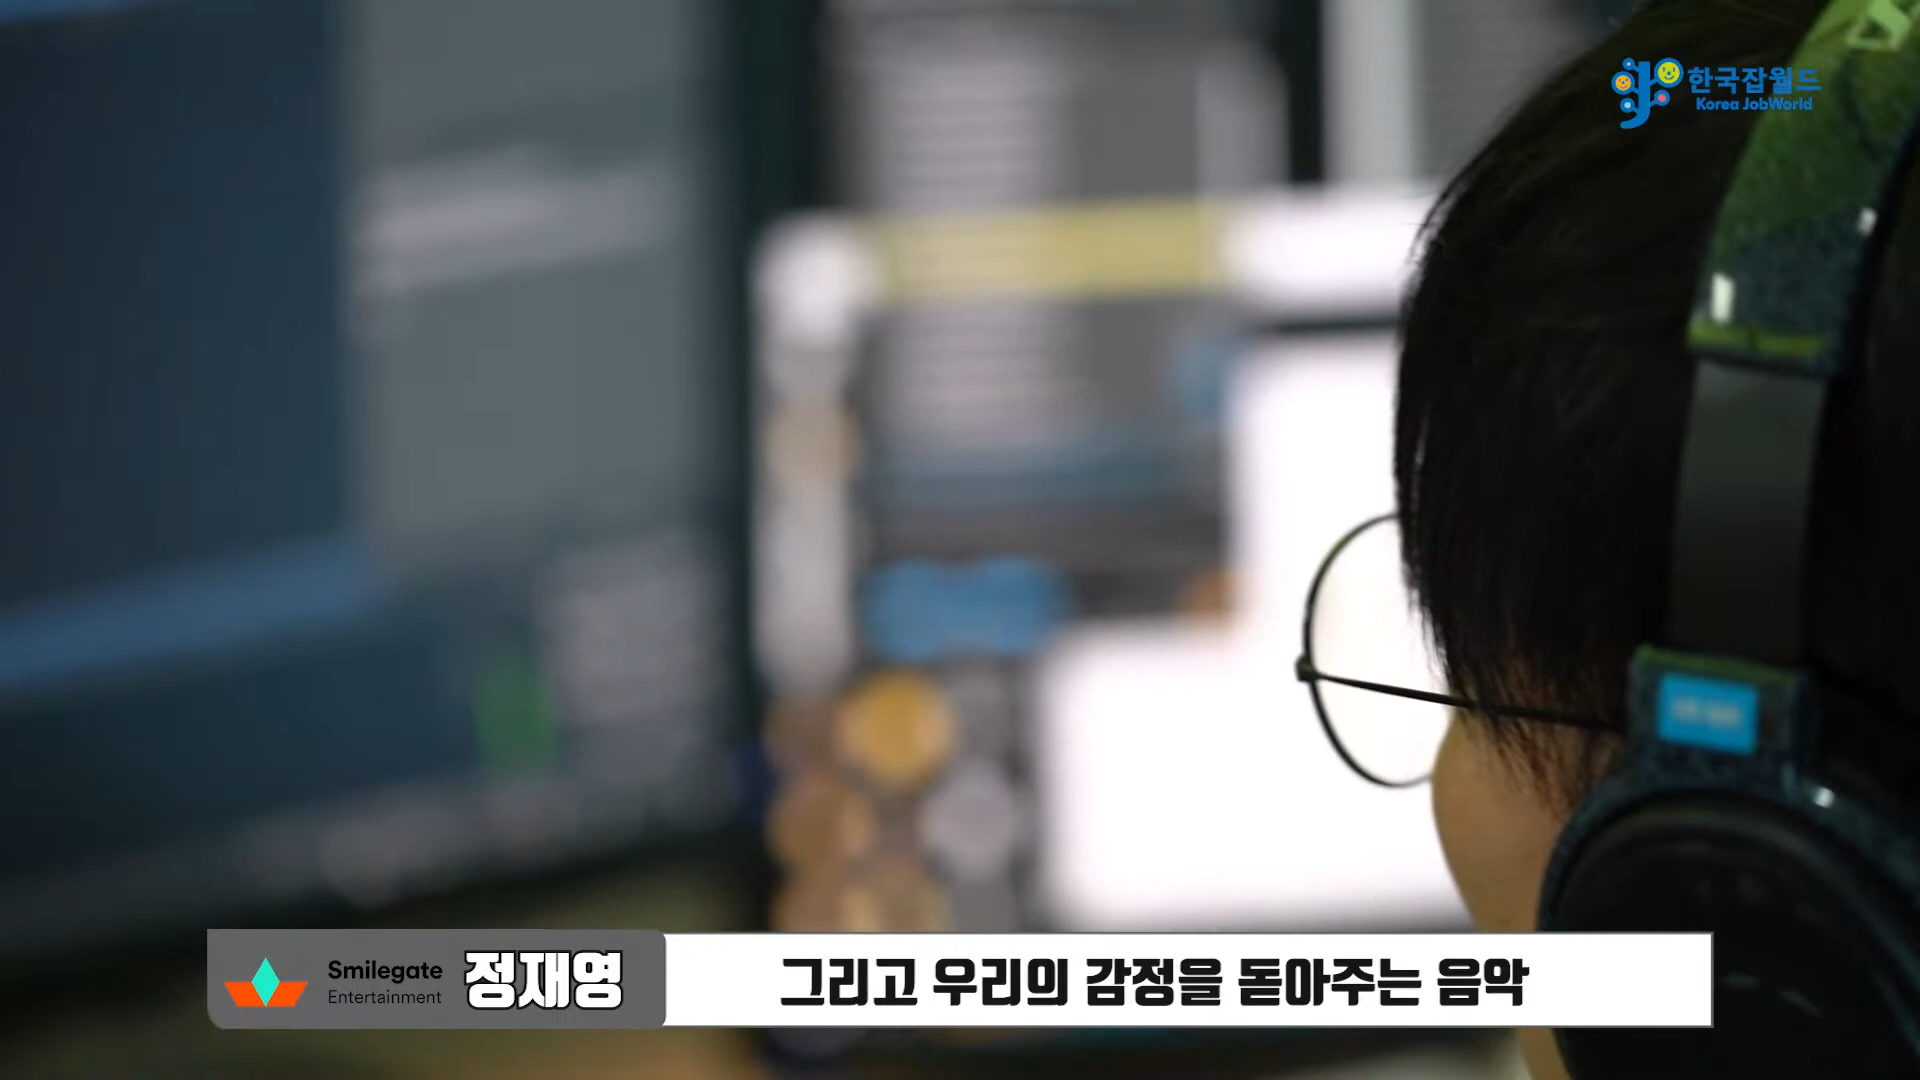 한국잡월드
Korea JobWorld
Smilegate
Entertainment
정재영
그리고 우리의 감정을 돋아주는 음악